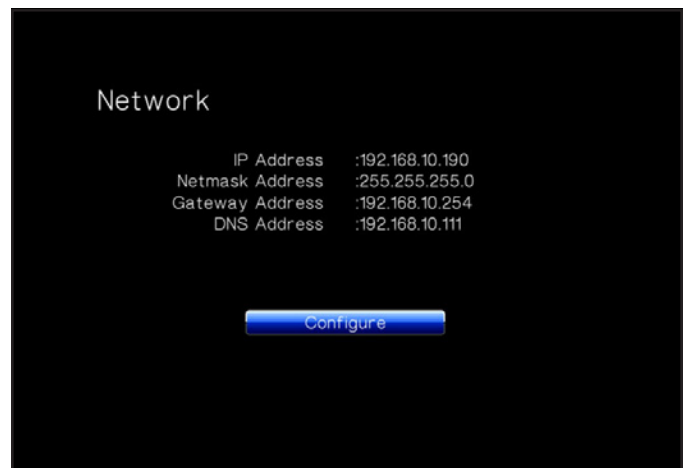 Network
IP Address :192.168.10.190
Netmask Address :255.255.255.0
Gateway Address :192.168.10.254
DNS Address :192.168.10.111
Configure